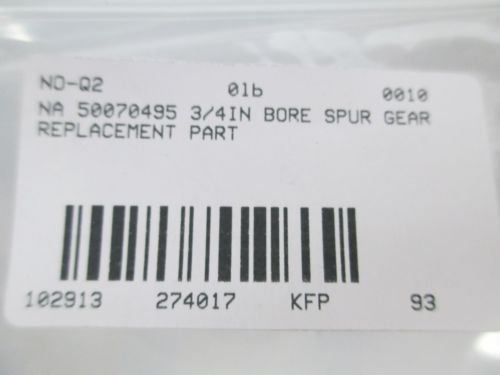 NO-Q2 01b 0010
NA 50070495 3/4IN BORE SPUR GEAR
REPLACEMENT PART
102913 274017 KFP 93